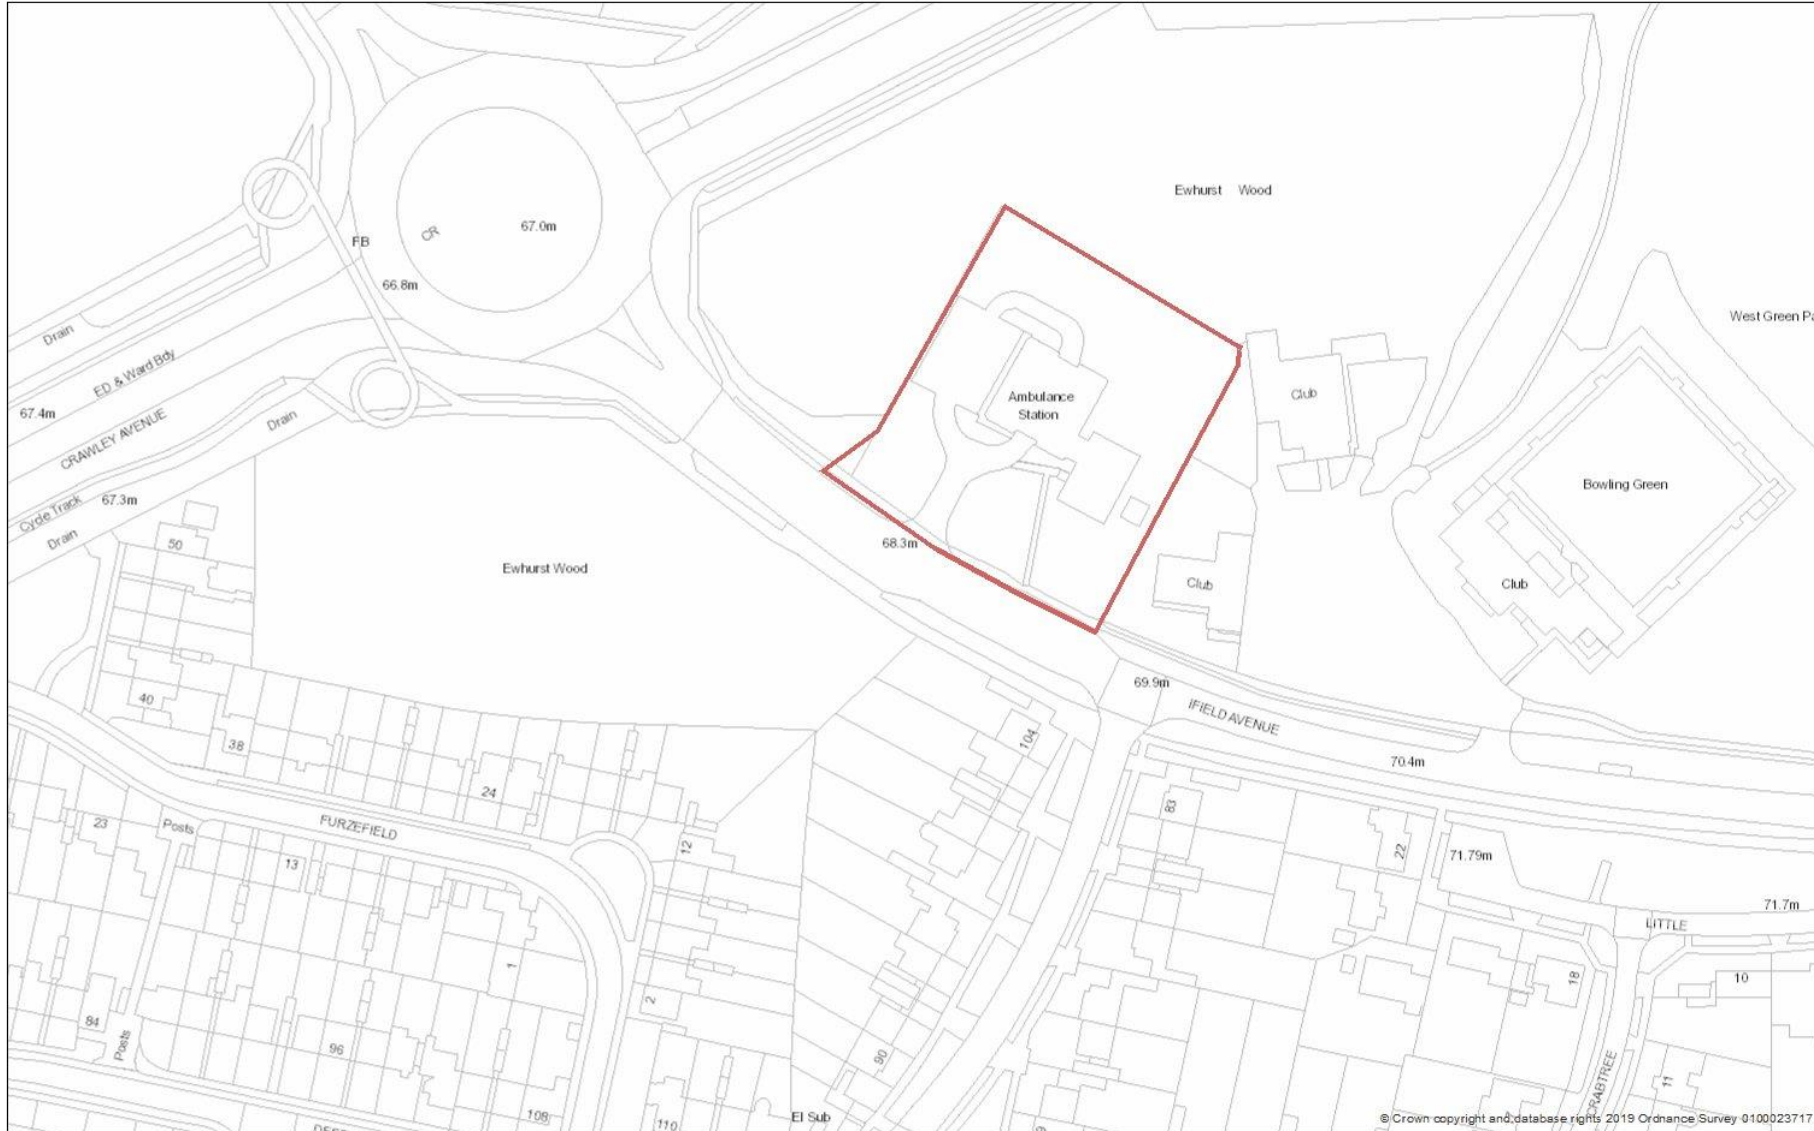 Ewhurst Wood
67.0m
CR
FB
66.8m
West Green Pa
Drain
ED & Ward Bdy
67.4m
CRAWLEY AVENUE
Drain
Ambulance
Station
Club
Cycle Track
67.3m
Drain
Bowling Green
50
68.3m
Ewhurst Wood
Club
Club
69.9m
IFIELD AVENUE
40
38
104
70.4m
24
83
23
Posts
FURZEFIELD
13
12
22
71.79m
71.7m
LITTLE
1
2
18
10
84
Posts
96
90
CRABTREE
11
108
110
El Sub
© Crown copyright and database rights 2019 Ordnance Survey 0100023717